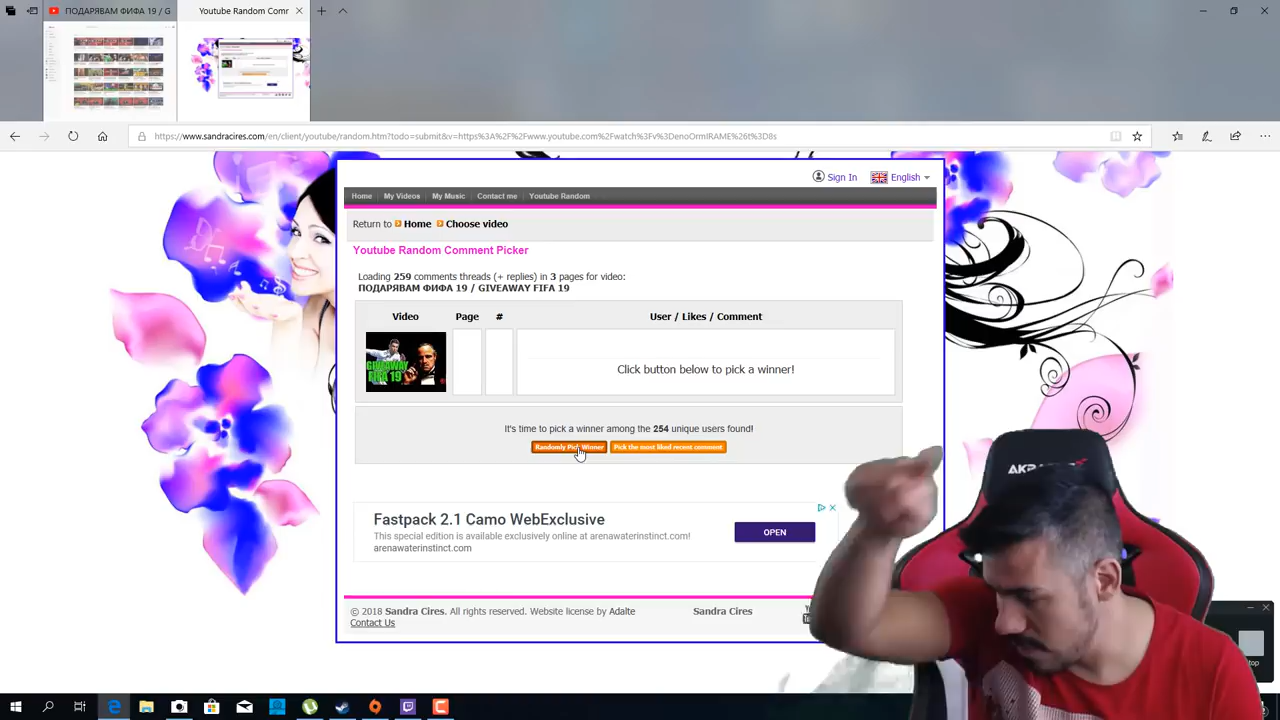 ПОДАРЯВАМ ФИФА 19 / G
Youtube Random Comr
https://www.sandracires.com/en/client/youtube/random.htm?todo=submit&v=https%3A%2F%2Fwww.youtube.com%2Fwatch%3Fv%3DenoOrmIRAME%26t%3D8s
Sign In
English
Home
My Videos
My Music
Contact me
Youtube Random
Return to Home Choose video
Youtube Random Comment Picker
Loading 259 comments threads (+ replies) in 3 pages for video:
ПОДАРЯВАМ ФИФА 19 / GIVEAWAY FIFA 19
Video Page # User / Likes / Comment
GIVEAWAY
FIFA 19
Click button below to pick a winner!
It's time to pick a winner among the 254 unique users found!
Randomly Pick Winner
Pick the most liked recent comment
Fastpack 2.1 Camo WebExclusive
This special edition is available exclusively online at arenawaterinstinct.com!
arenawaterinstinct.com
OPEN
© 2018 Sandra Cires. All rights reserved. Website license by Adalte
Contact Us
Sandra Cires